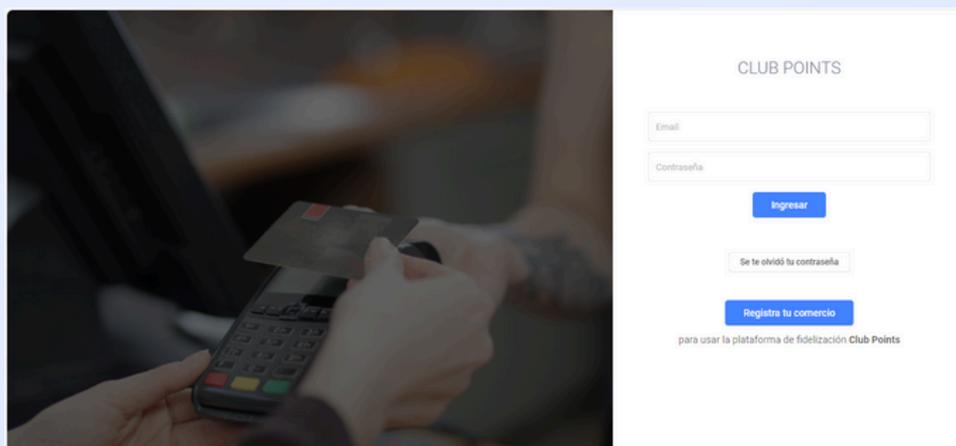 CLUB POINTS
Email
Contraseña
Ingresar
Se te olvidó tu contraseña
Registra tu comercio
para usar la plataforma de fidelización Club Points